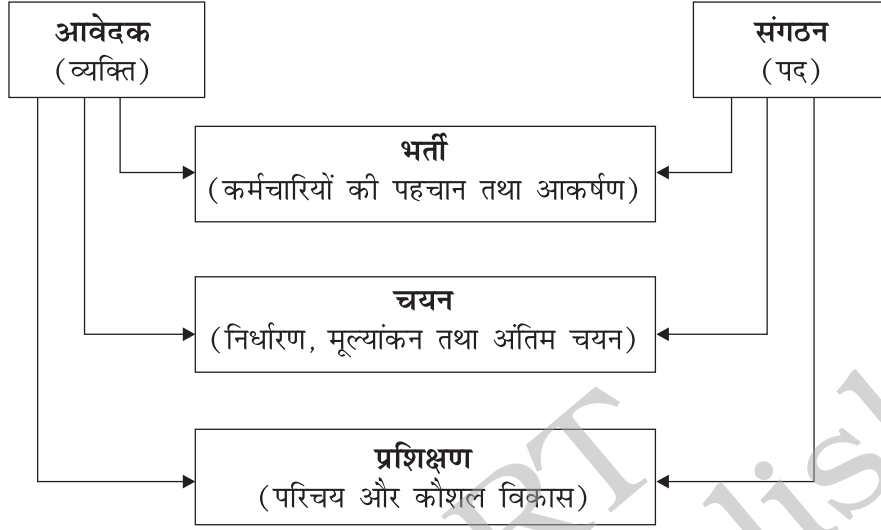 आवेदक
(व्यक्ति)
संगठन
(पद)
भर्ती
(कर्मचारियों की पहचान तथा आकर्षण)
चयन
(निर्धारण, मूल्यांकन तथा अंतिम चयन)
प्रशिक्षण
(परिचय और कौशल विकास)